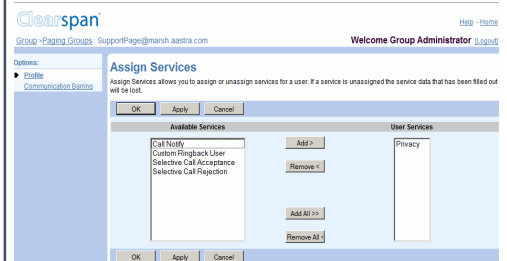 Clearspan
Help - Home
Group >Paging Groups : SupportPage@marsh.aastra.com
Welcome Group Administrator [Logout]
Options:
Profile
Communication Barring
Assign Services
Assign Services allows you to assign or unassign services for a user. If a service is unassigned the service data that has been filled out
will be lost.
OK Apply Cancel
Available Services
User Services
Call Notify
Custom Ringback User
Selective Call Acceptance
Selective Call Rejection
Add >
Remove <
Add All >>
Remove All <
Privacy
OK Apply Cancel